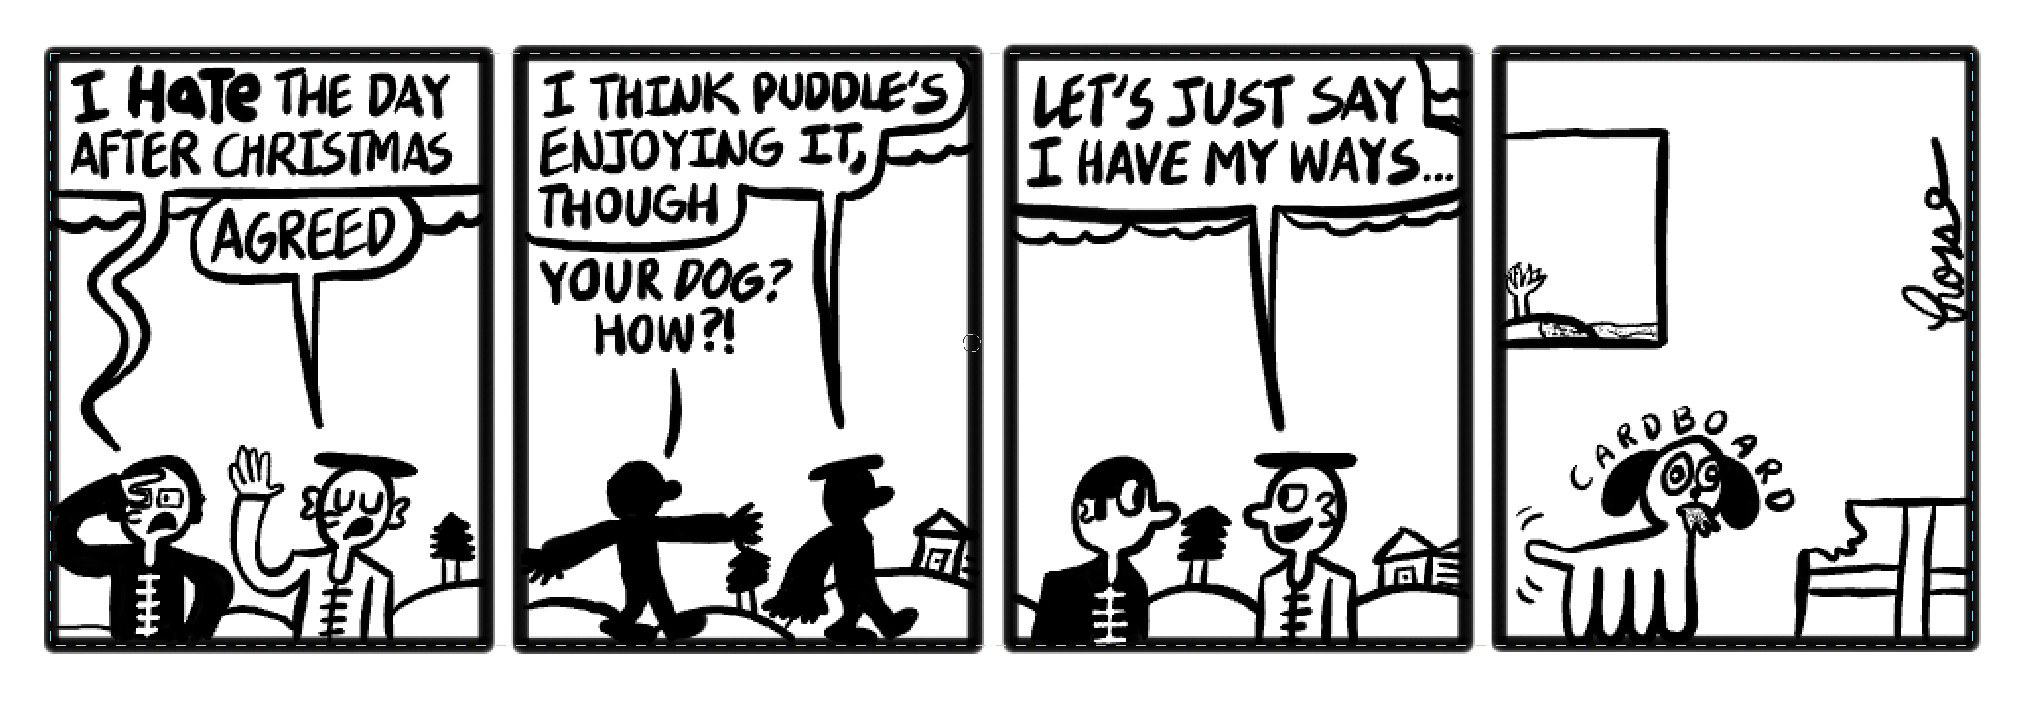 I HaTe THE DAY
AFTER CHRISTMAS
AGREED
I THINK PUDDLE'S
ENJOYING IT,
THOUGH
YOUR DOG?
HOW?!
LET'S JUST SAY
I HAVE MY WAYS...
CARDBOARD
hosse